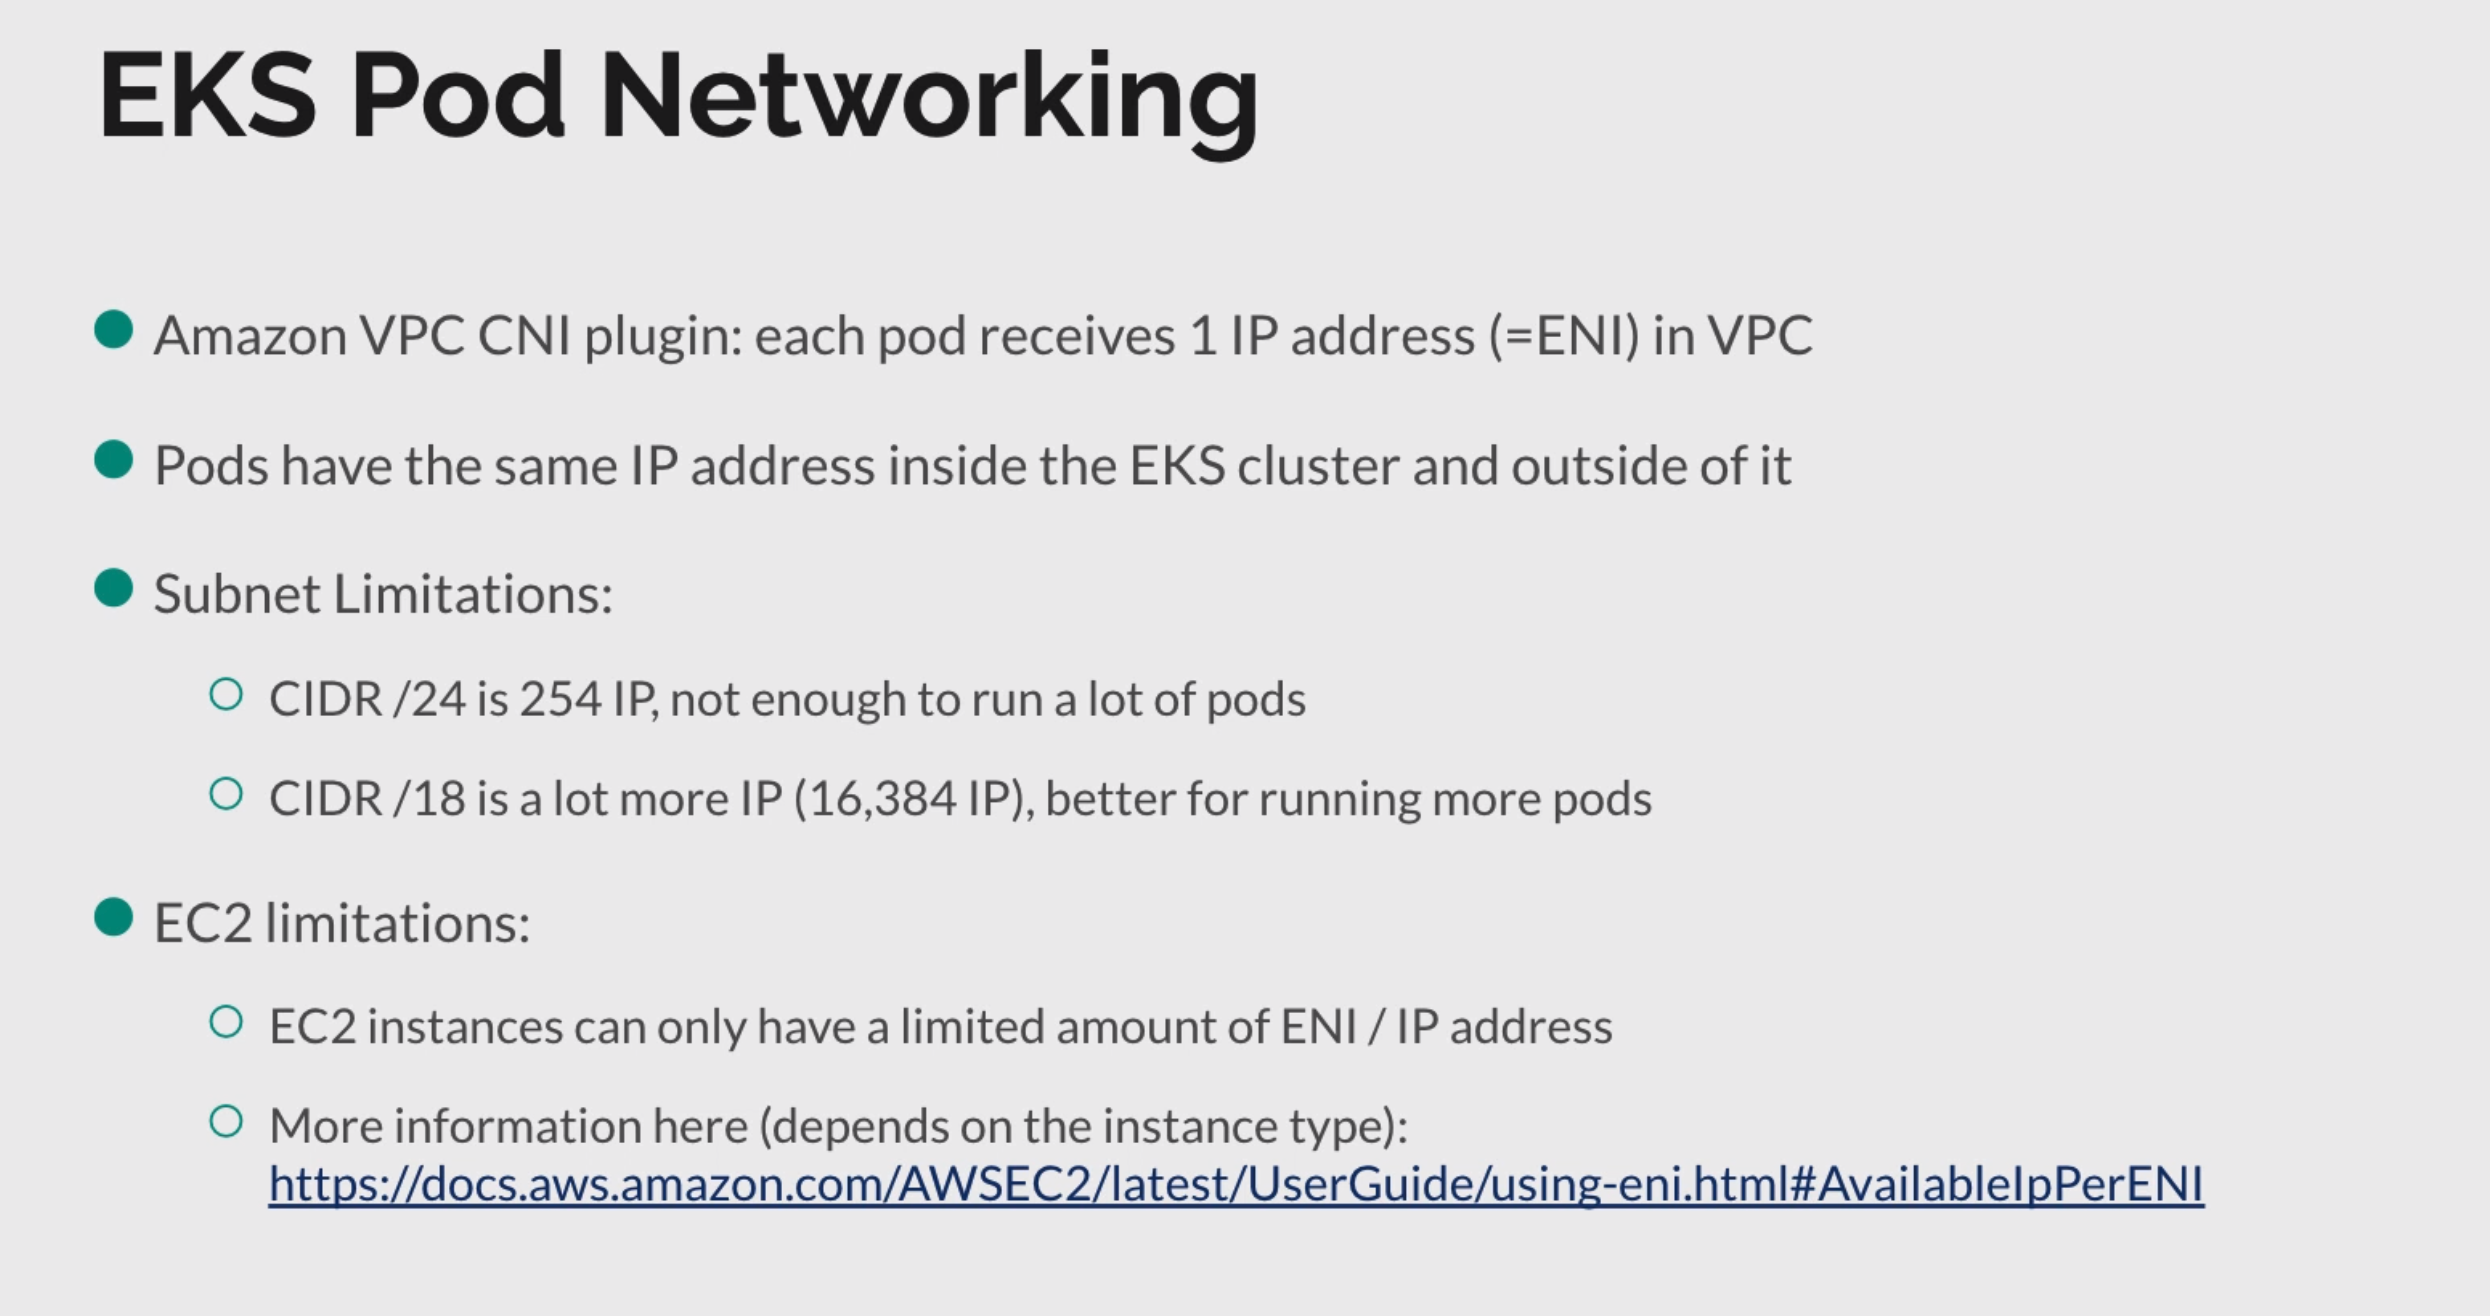 EKS Pod Networking
Amazon VPC CNI plugin: each pod receives 1 IP address (=ENI) in VPC
Pods have the same IP address inside the EKS cluster and outside of it
Subnet Limitations:
CIDR /24 is 254 IP, not enough to run a lot of pods
CIDR /18 is a lot more IP (16,384 IP), better for running more pods
EC2 limitations:
EC2 instances can only have a limited amount of ENI / IP address
More information here (depends on the instance type):
https://docs.aws.amazon.com/AWSEC2/latest/UserGuide/using-eni.html#AvailableIpPerENI